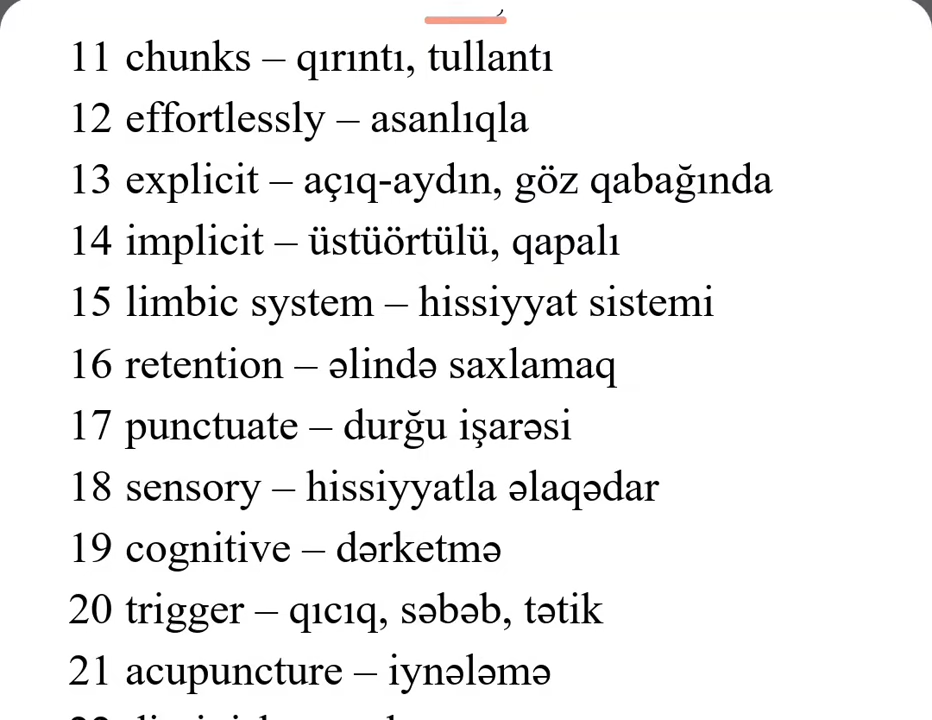 11 chunks – qırıntı, tullantı
12 effortlessly – asanlıqla
13 explicit – açıq-aydın, göz qabağında
14 implicit – üstüörtülü, qapalı
15 limbic system – hissiyyat sistemi
16 retention – əlində saxlamaq
17 punctuate – durğu işarəsi
18 sensory – hissiyyatla əlaqədar
19 cognitive – dərketmə
20 trigger – qıcıq, səbəb, tətik
21 acupuncture – iynələmə